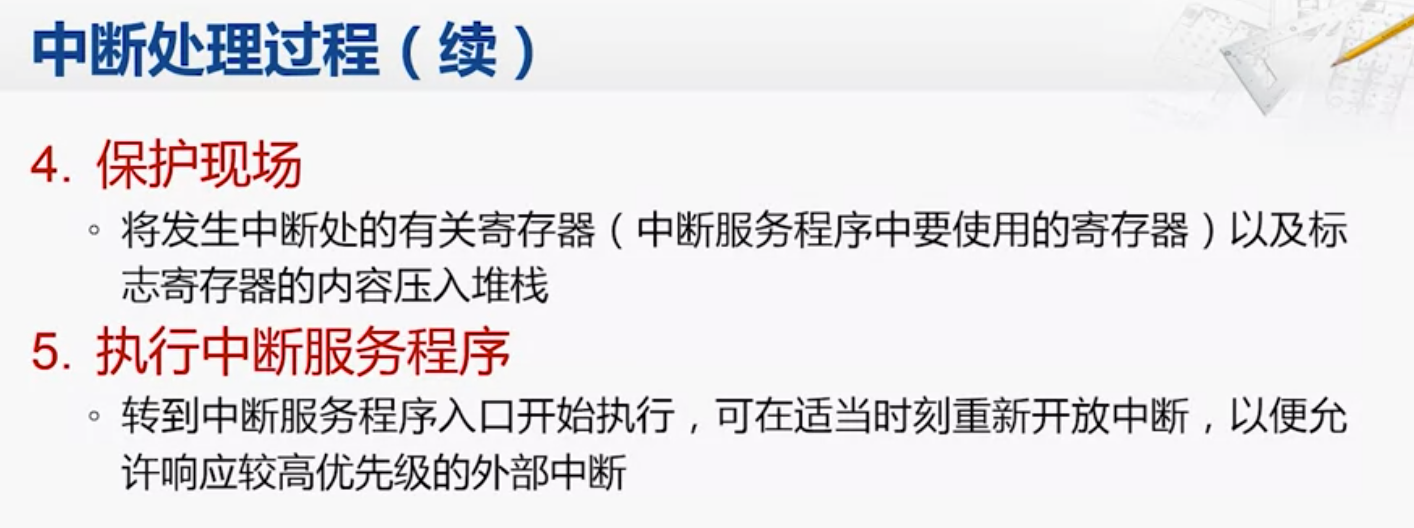 中断处理过程（续）
4. 保护现场
◦ 将发生中断处的有关寄存器（中断服务程序中要使用的寄存器）以及标
志寄存器的内容压入堆栈
5. 执行中断服务程序
◦ 转到中断服务程序入口开始执行，可在适当时刻重新开放中断，以便允
许响应较高优先级的外部中断